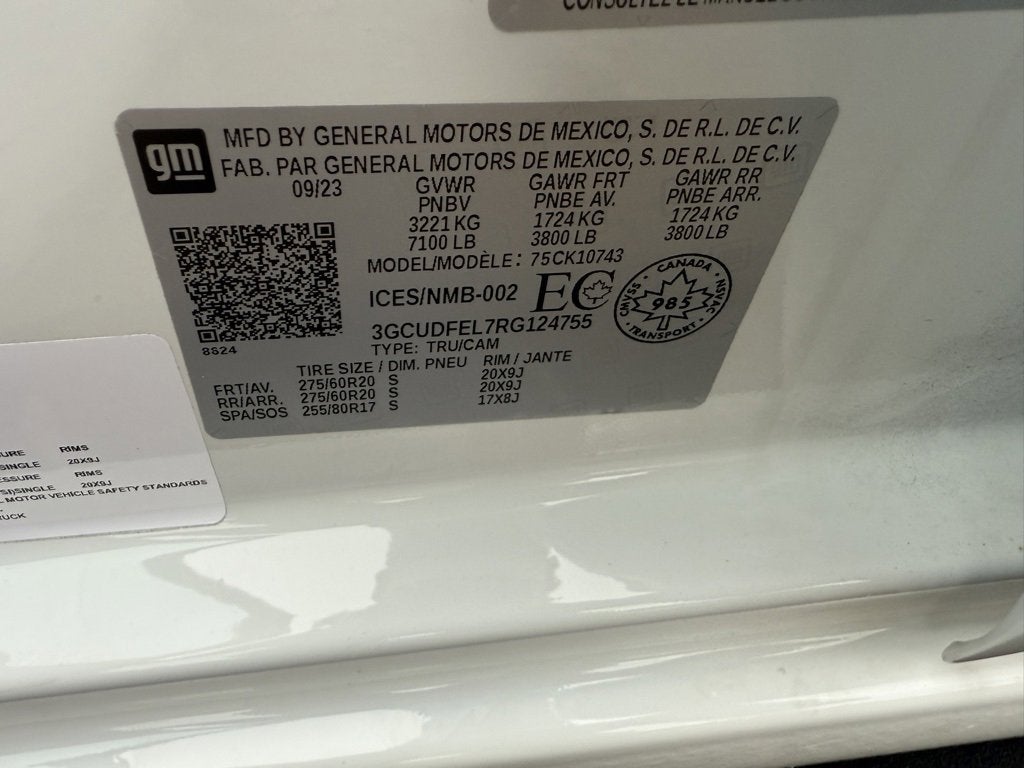 gm
MFD BY GENERAL MOTORS DE MEXICO, S. DE R.L. DE C.V.
FAB. PAR GENERAL MOTORS DE MEXICO, S. DE R.L. DE C.V.
09/23 GVWR GAWR FRT GAWR RR
PNBV PNBE AV. PNBE ARR.
3221 KG 1724 KG 1724 KG
7100 LB 3800 LB 3800 LB
MODEL/MODÈLE: 75CK10743
ICES/NMB-002 EC
CANADA
CMVSS 985 NSVAC
TRANSPORT
3GCUDFEL7RG124755
8824
TYPE: TRU/CAM
TIRE SIZE / DIM. PNEU RIM / JANTE
FRT/AV. 275/60R20 S 20X9J
RR/ARR. 275/60R20 S 20X9J
SPA/SOS 255/80R17 S 17X8J
RIMS
SINGLE 20X9J
RIMS
SINGLE 20X9J
MOTOR VEHICLE SAFETY STANDARDS